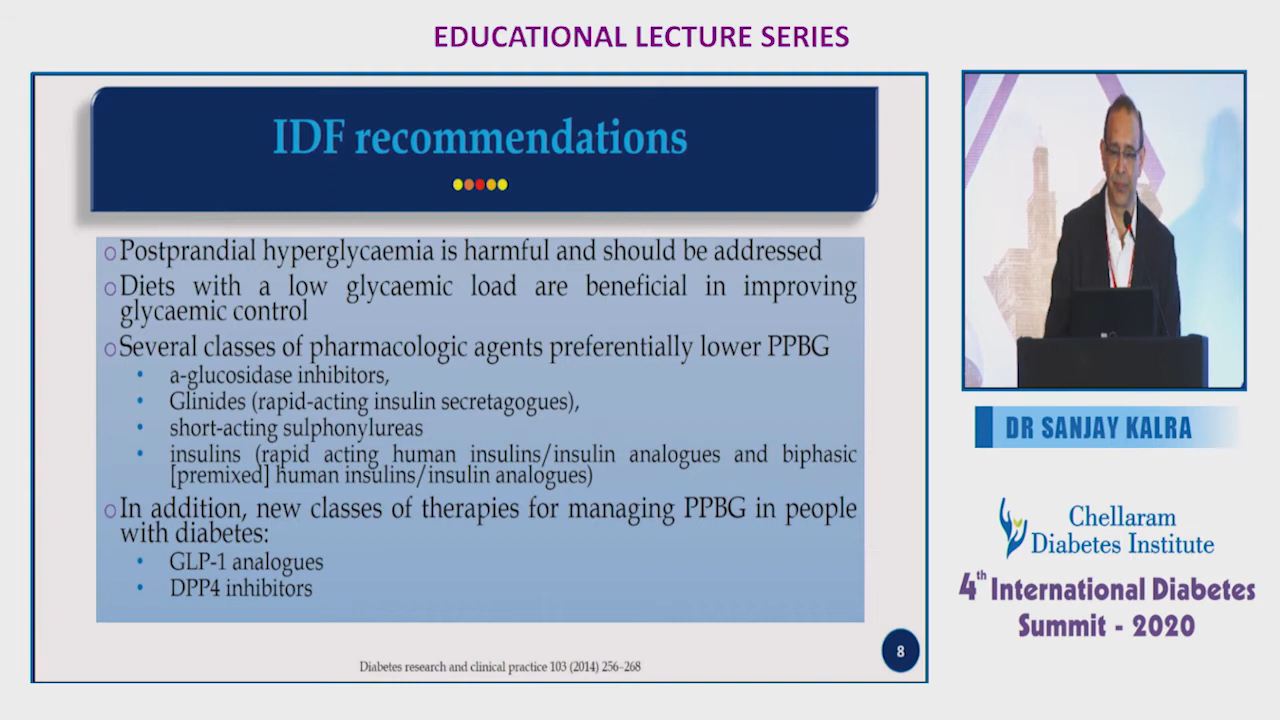 EDUCATIONAL LECTURE SERIES
IDF recommendations
Postprandial hyperglycaemia is harmful and should be addressed
Diets with a low glycaemic load are beneficial in improving
glycaemic control
Several classes of pharmacologic agents preferentially lower PPBG
• a-glucosidase inhibitors,
• Glinides (rapid-acting insulin secretagogues),
• short-acting sulphonylureas
• insulins (rapid acting human insulins/insulin analogues and biphasic
[premixed] human insulins/insulin analogues)
In addition, new classes of therapies for managing PPBG in people
with diabetes:
• GLP-1 analogues
• DPP4 inhibitors
Diabetes research and clinical practice 103 (2014) 256–268
8
DR SANJAY KALRA
Chellaram
Diabetes Institute
4th International Diabetes
Summit - 2020